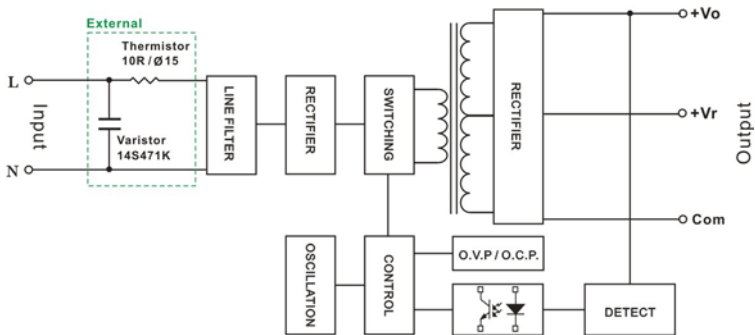 External
Thermistor
10R/Ø15
L
Input
N
Varistor
14S471K
LINE FILTER
RECTIFIER
SWITCHING
RECTIFIER
+Vo
+Vr
Com
Output
OSCILLATION
CONTROL
O.V.P/O.C.P.
DETECT